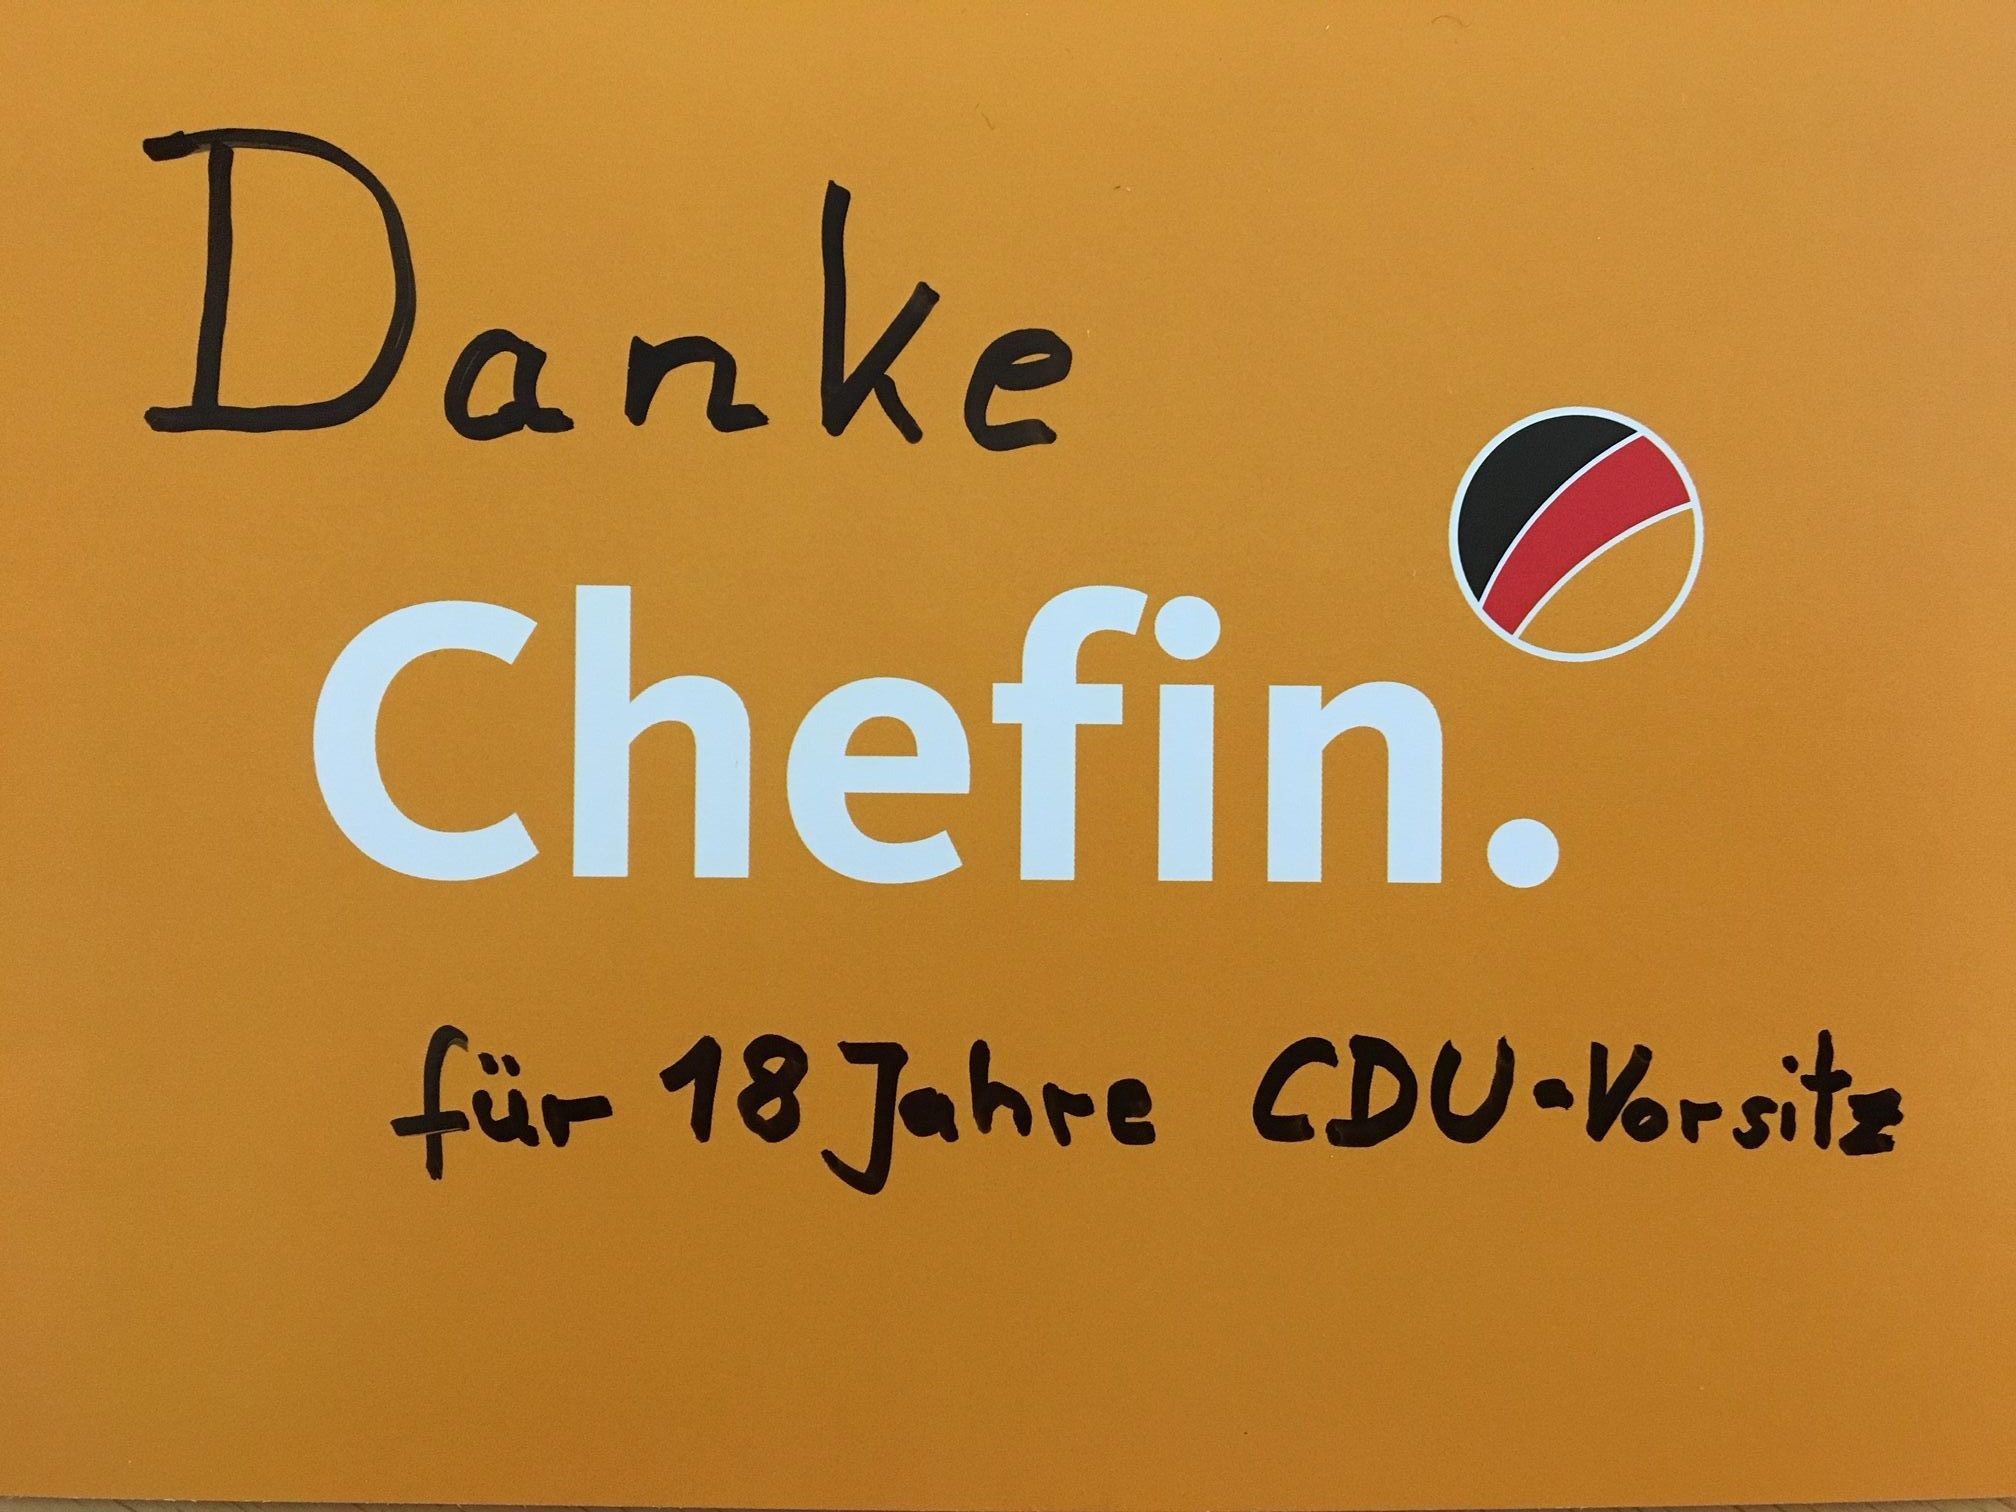 Danke
Chefin.
für 18 Jahre CDU-Vorsitz